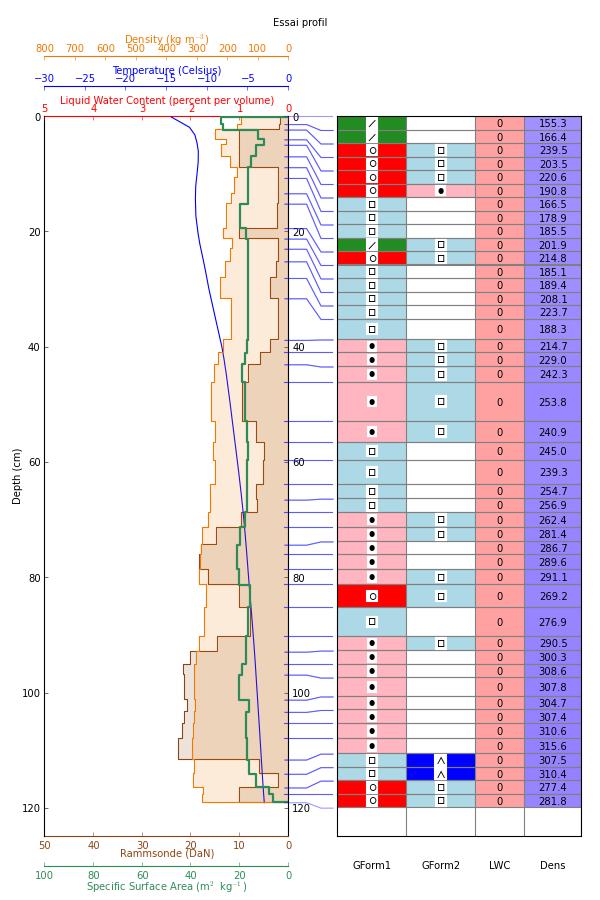 Essai profil
Density (kg m⁻³)
800 700 600 500 400 300 200 100 0
Temperature (Celsius)
−30 −25 −20 −15 −10 −5 0
Liquid Water Content (percent per volume)
5 4 3 2 1 0
0 0 0 155.3
0 166.4
0 239.5
0 203.5
0 220.6
0 190.8
0 166.5
0 178.9
20 20 0 185.5
0 201.9
0 214.8
0 185.1
0 189.4
0 208.1
0 223.7
0 188.3
40 40 0 214.7
0 229.0
0 242.3
0 253.8
0 240.9
60 60 0 245.0
0 239.3
0 254.7
0 256.9
0 262.4
0 281.4
0 286.7
0 289.6
80 80 0 291.1
0 269.2
0 276.9
0 290.5
0 300.3
0 308.6
100 100 0 307.8
0 304.7
0 307.4
0 310.6
0 315.6
0 307.5
0 310.4
0 277.4
120 120 0 281.8
Depth (cm)
50 40 30 20 10 0
Rammsonde (DaN)
100 80 60 40 20 0
Specific Surface Area (m² kg⁻¹)
GForm1 GForm2 LWC Dens